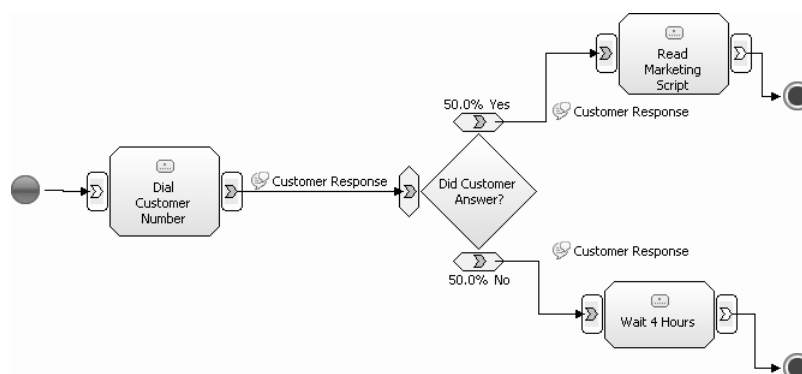 Read
Marketing
Script
50.0% Yes
Customer Response
Dial
Customer
Number
Customer Response
Did Customer
Answer?
Customer Response
50.0% No
Wait 4 Hours